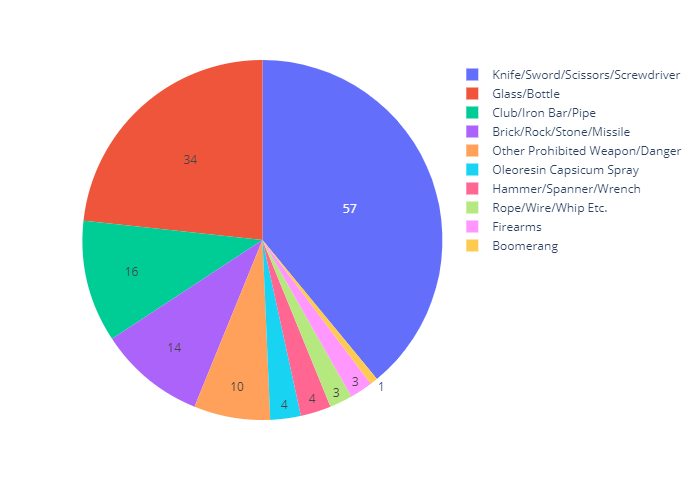 57
34
16
14
10
4
4
3
3
1
Knife/Sword/Scissors/Screwdriver
Glass/Bottle
Club/Iron Bar/Pipe
Brick/Rock/Stone/Missile
Other Prohibited Weapon/Danger
Oleoresin Capsicum Spray
Hammer/Spanner/Wrench
Rope/Wire/Whip Etc.
Firearms
Boomerang